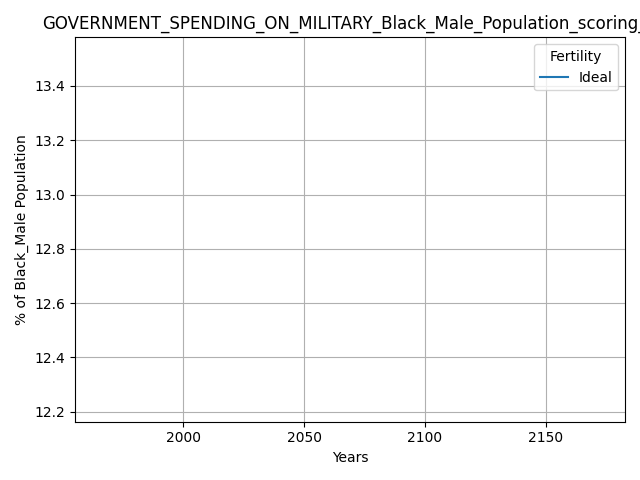 GOVERNMENT_SPENDING_ON_MILITARY_Black_Male_Population_scoring_
Fertility
Ideal
13.4
13.2
13.0
12.8
12.6
12.4
12.2
% of Black_Male Population
2000 2050 2100 2150
Years